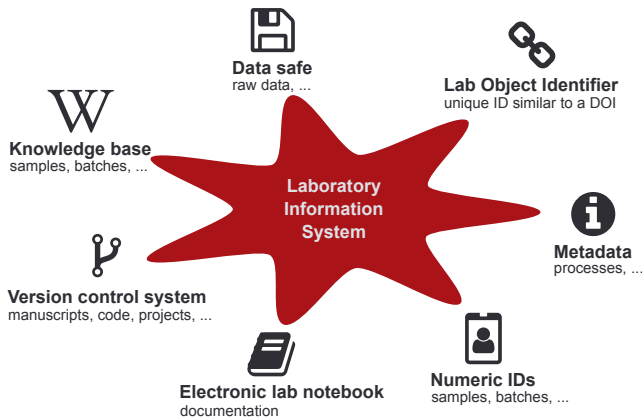 Data safe
raw data, ...
Lab Object Identifier
unique ID similar to a DOI
W
Knowledge base
samples, batches, ...
Laboratory
Information
System
Metadata
processes, ...
Version control system
manuscripts, code, projects, ...
Electronic lab notebook
documentation
Numeric IDs
samples, batches, ...